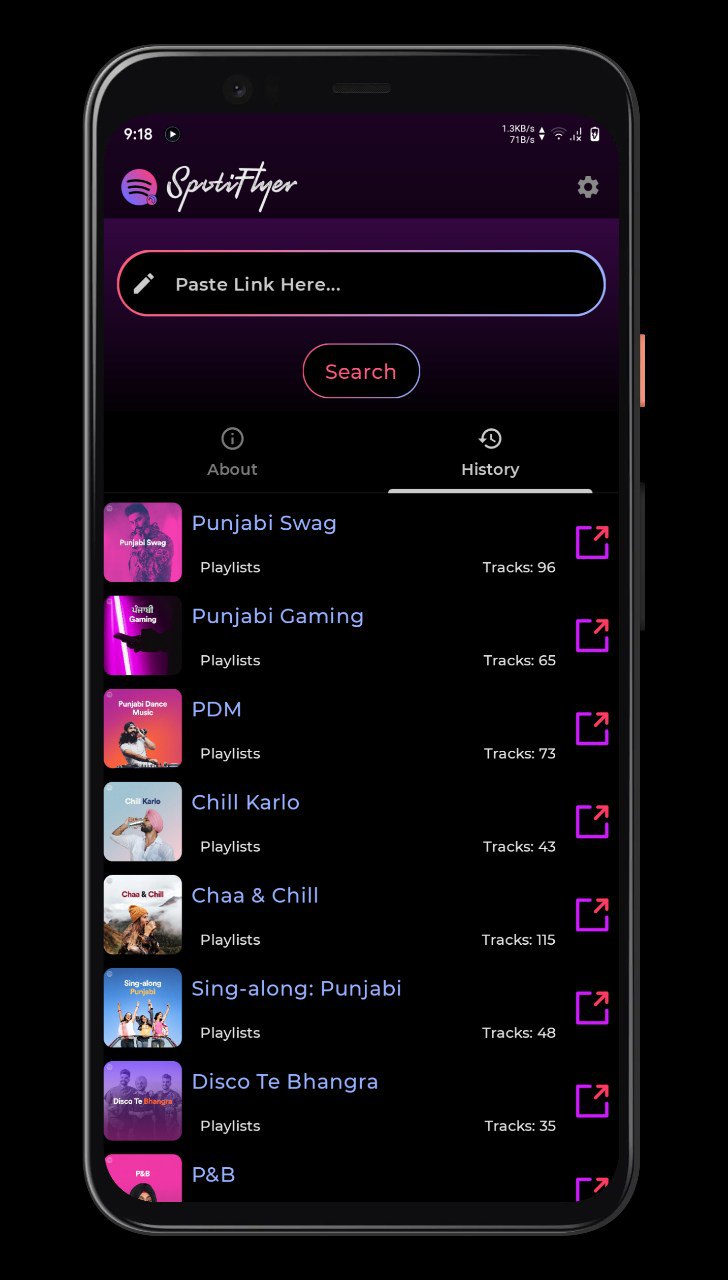 9:18
1.3KB/s
71B/s
SpotiFlyer
Paste Link Here...
Search
About
History
Punjabi Swag
Punjabi Swag
Playlists
Tracks: 96
ਪੰਜਾਬੀ
Gaming
Punjabi Gaming
Playlists
Tracks: 65
Punjabi Dance
Music
PDM
Playlists
Tracks: 73
Chill Karlo
Chill Karlo
Playlists
Tracks: 43
Chaa & Chill
Chaa & Chill
Playlists
Tracks: 115
Sing-along
Punjabi
Sing-along: Punjabi
Playlists
Tracks: 48
Disco Te Bhangra
Disco Te Bhangra
Playlists
Tracks: 35
P&B
P&B